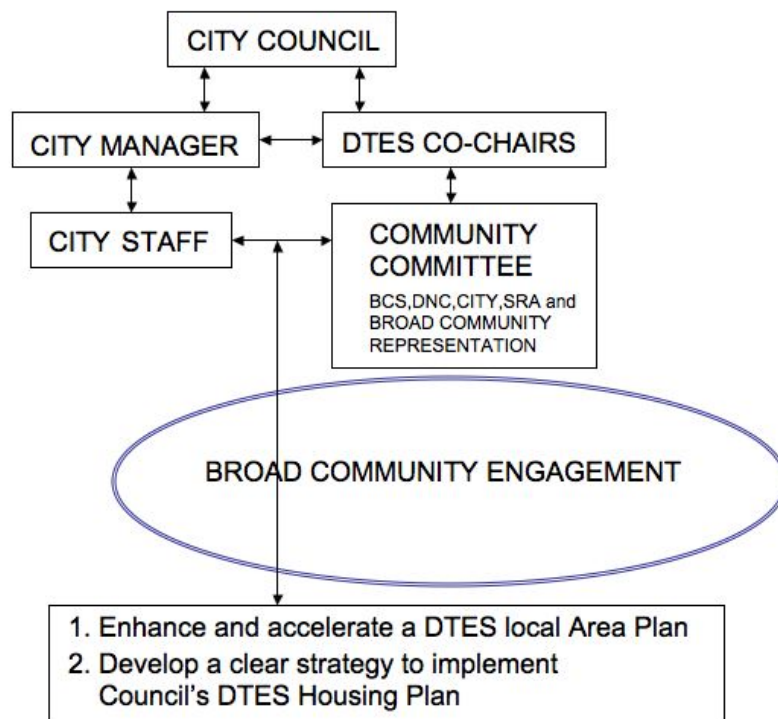 CITY COUNCIL
CITY MANAGER
DTES CO-CHAIRS
CITY STAFF
COMMUNITY
COMMITTEE
BCS,DNC,CITY,SRA and
BROAD COMMUNITY
REPRESENTATION
BROAD COMMUNITY ENGAGEMENT
1. Enhance and accelerate a DTES local Area Plan
2. Develop a clear strategy to implement
Council's DTES Housing Plan